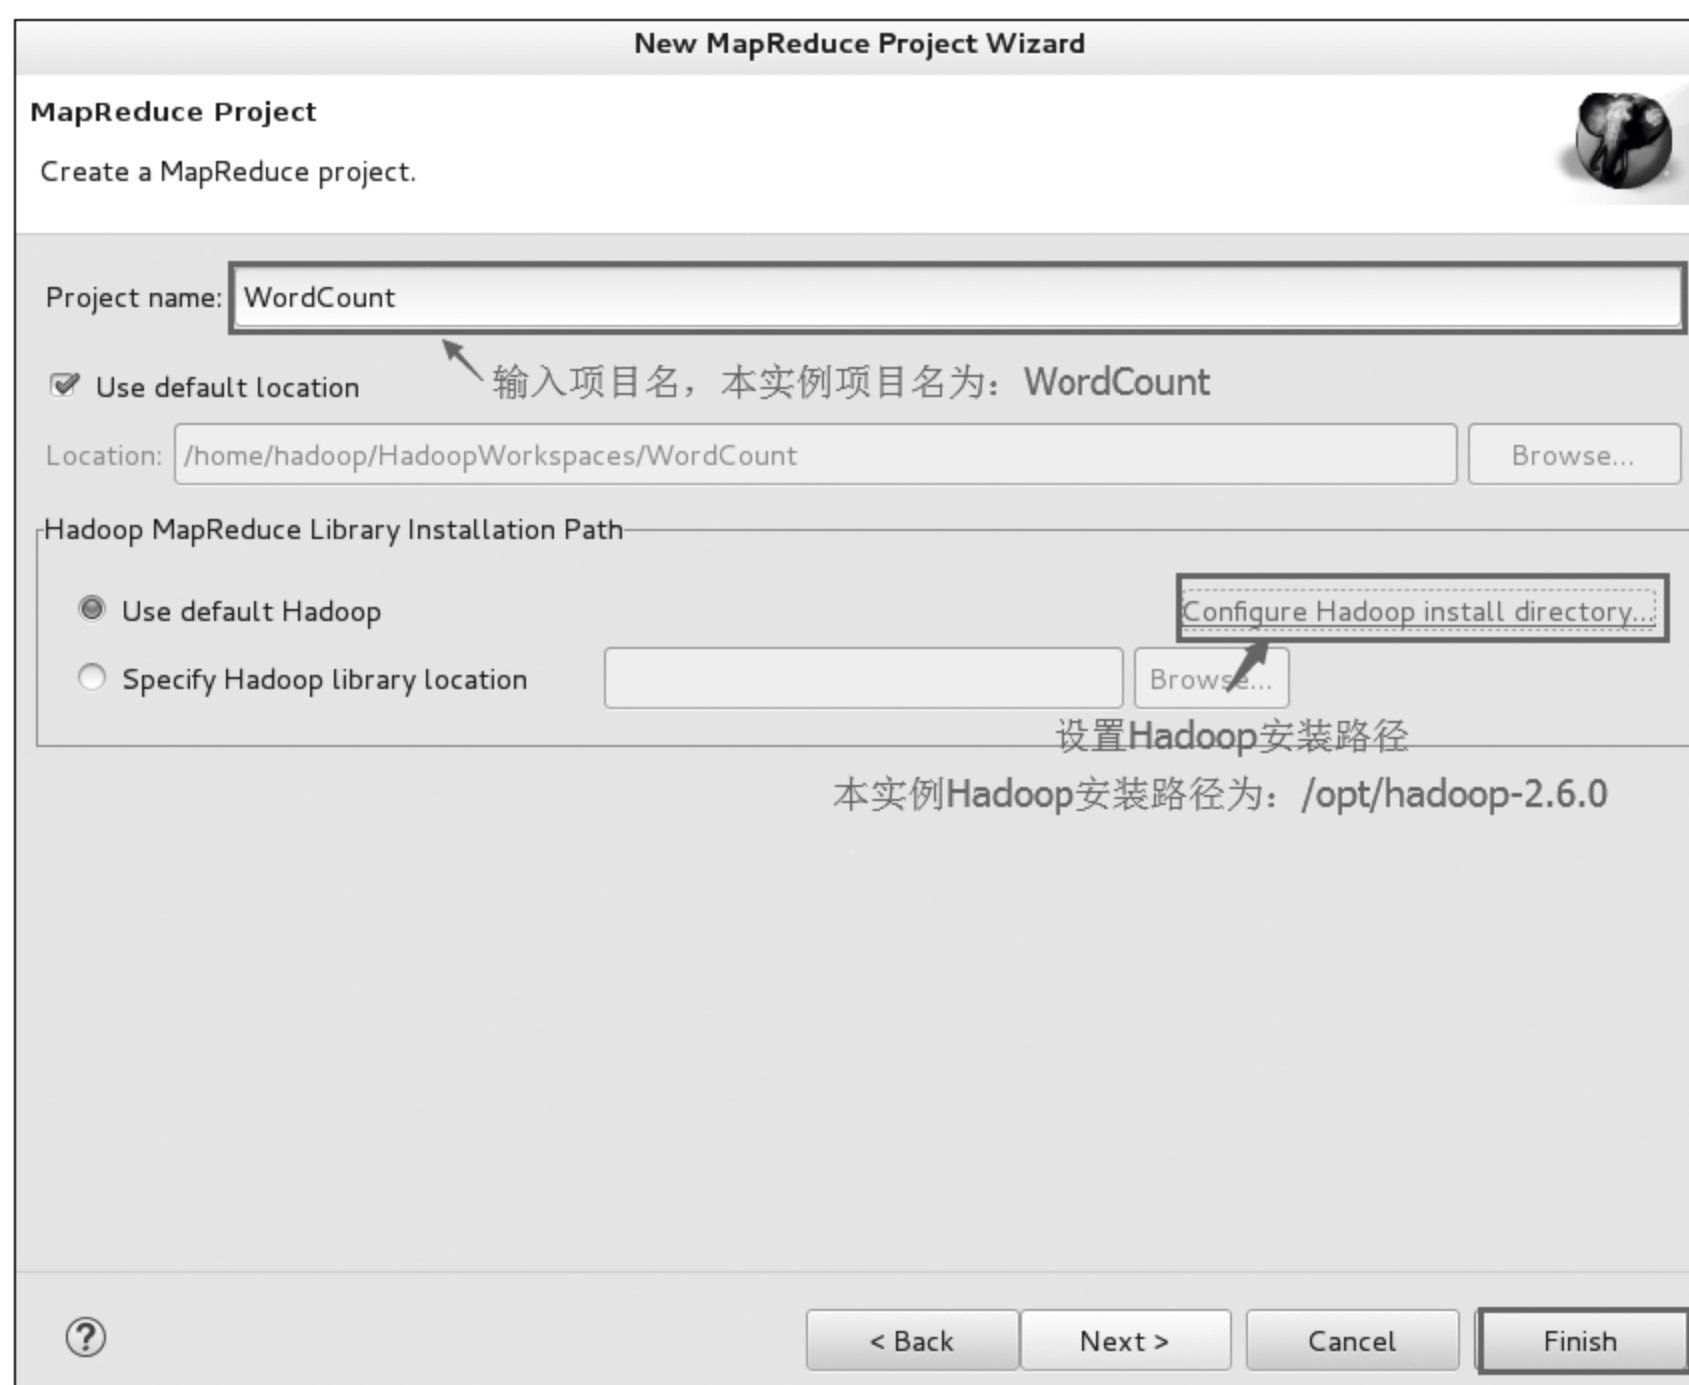 New MapReduce Project Wizard
MapReduce Project
Create a MapReduce project.
Project name: WordCount
Use default location
输入项目名，本实例项目名为：WordCount
Location: /home/hadoop/HadoopWorkspaces/WordCount Browse...
Hadoop MapReduce Library Installation Path
Use default Hadoop Configure Hadoop install directory...
Specify Hadoop library location Browse...
设置Hadoop安装路径
本实例Hadoop安装路径为：/opt/hadoop-2.6.0
? < Back Next > Cancel Finish